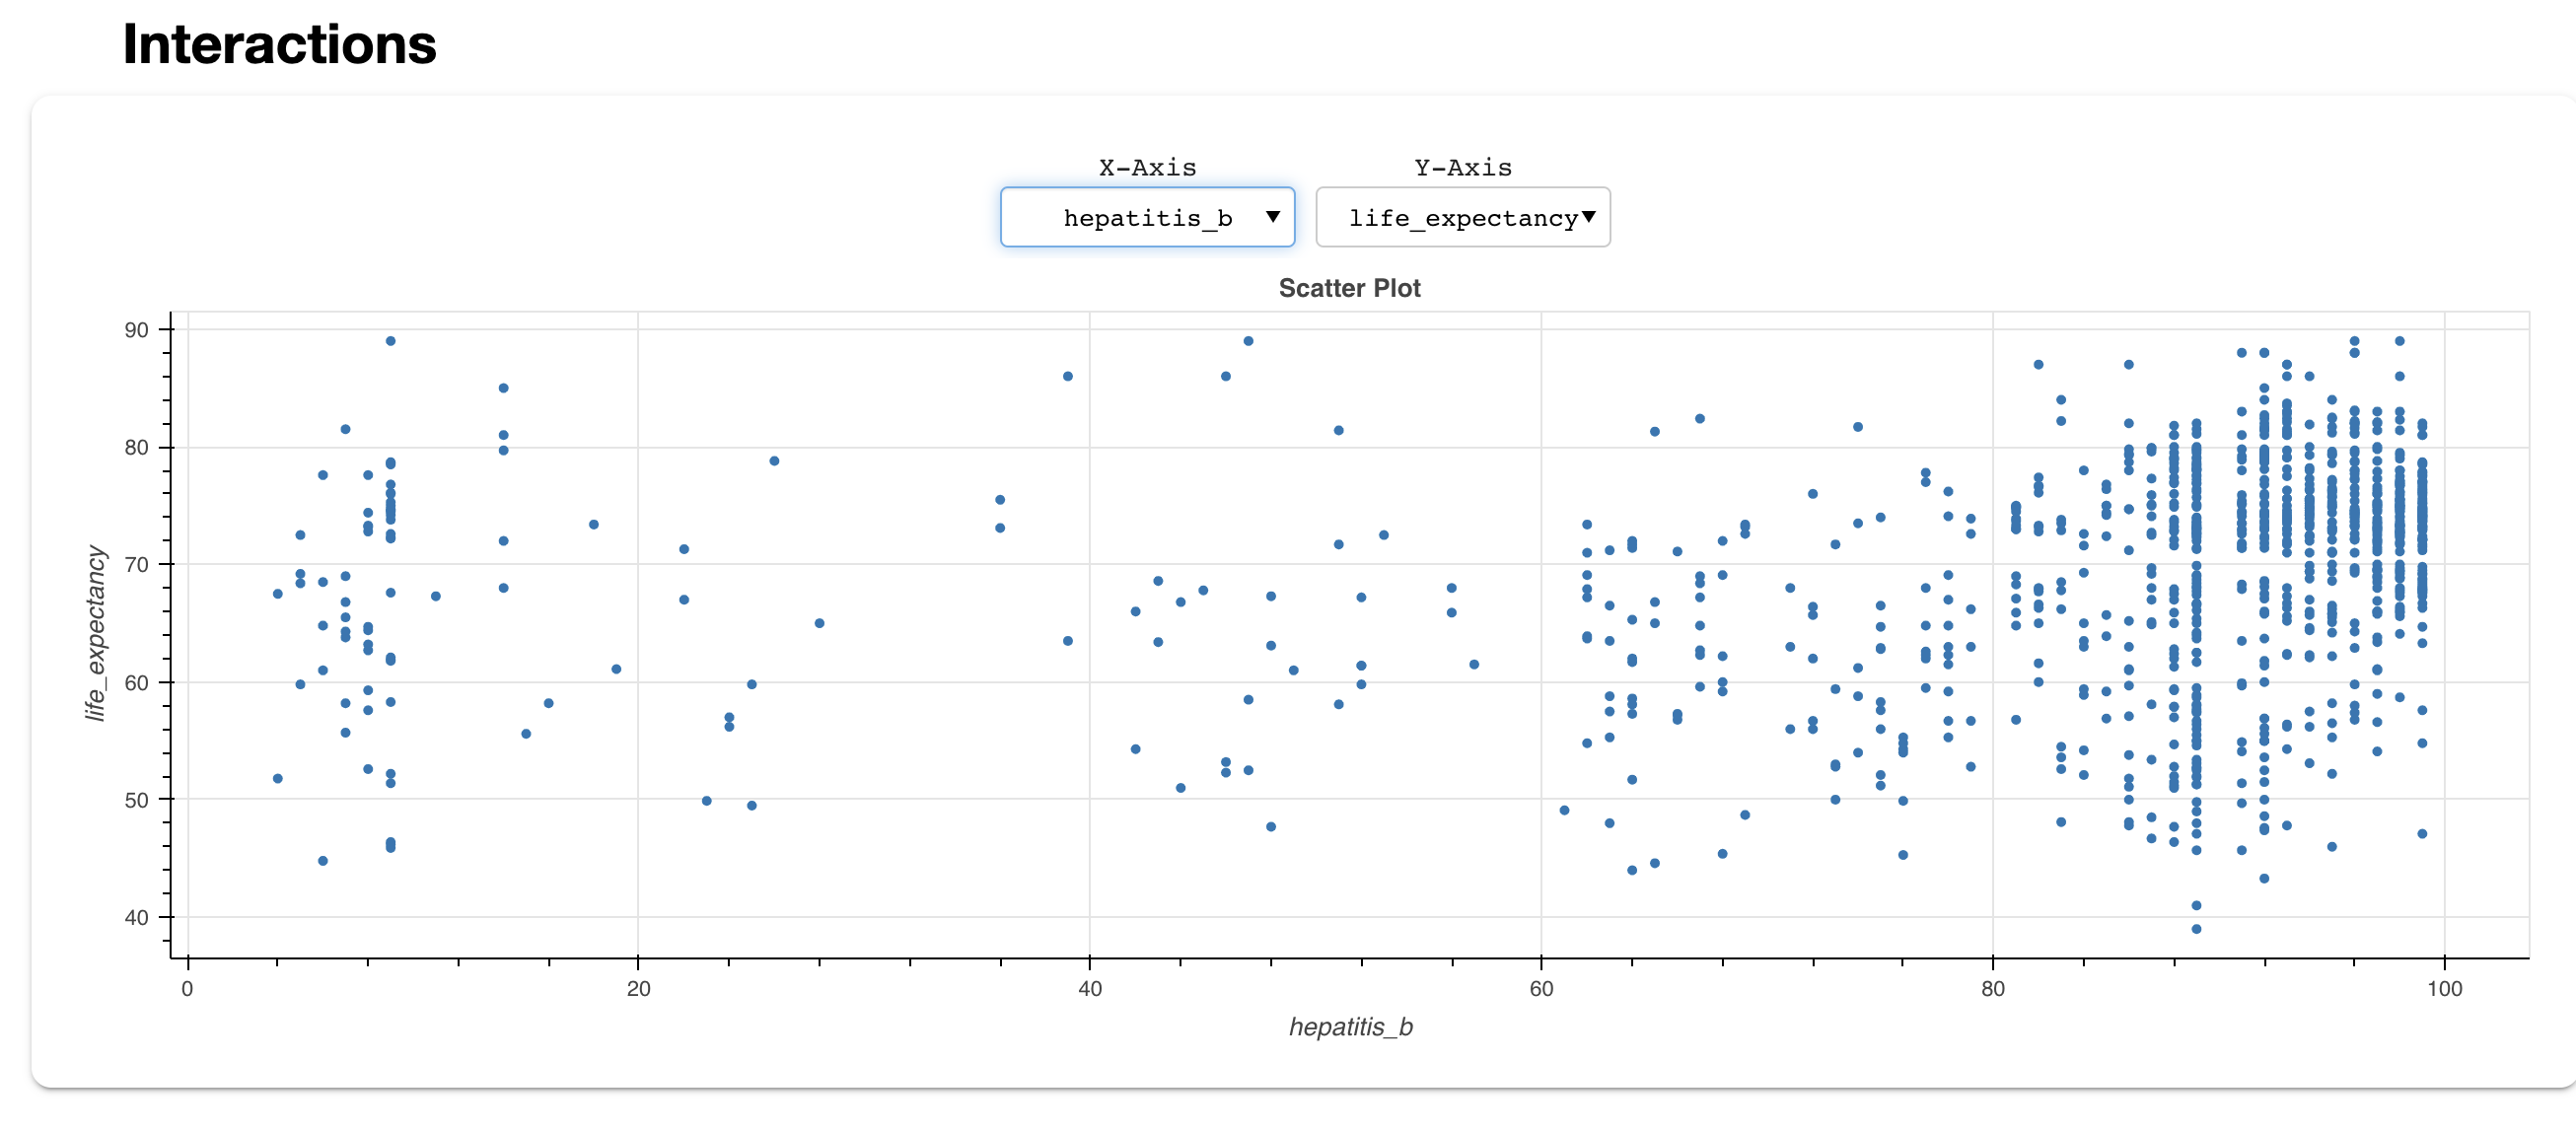 Interactions
X-Axis Y-Axis
hepatitis_b ▼ life_expectancy▼
Scatter Plot
90
80
70
60
50
40
life_expectancy
0 20 40 60 80 100
hepatitis_b